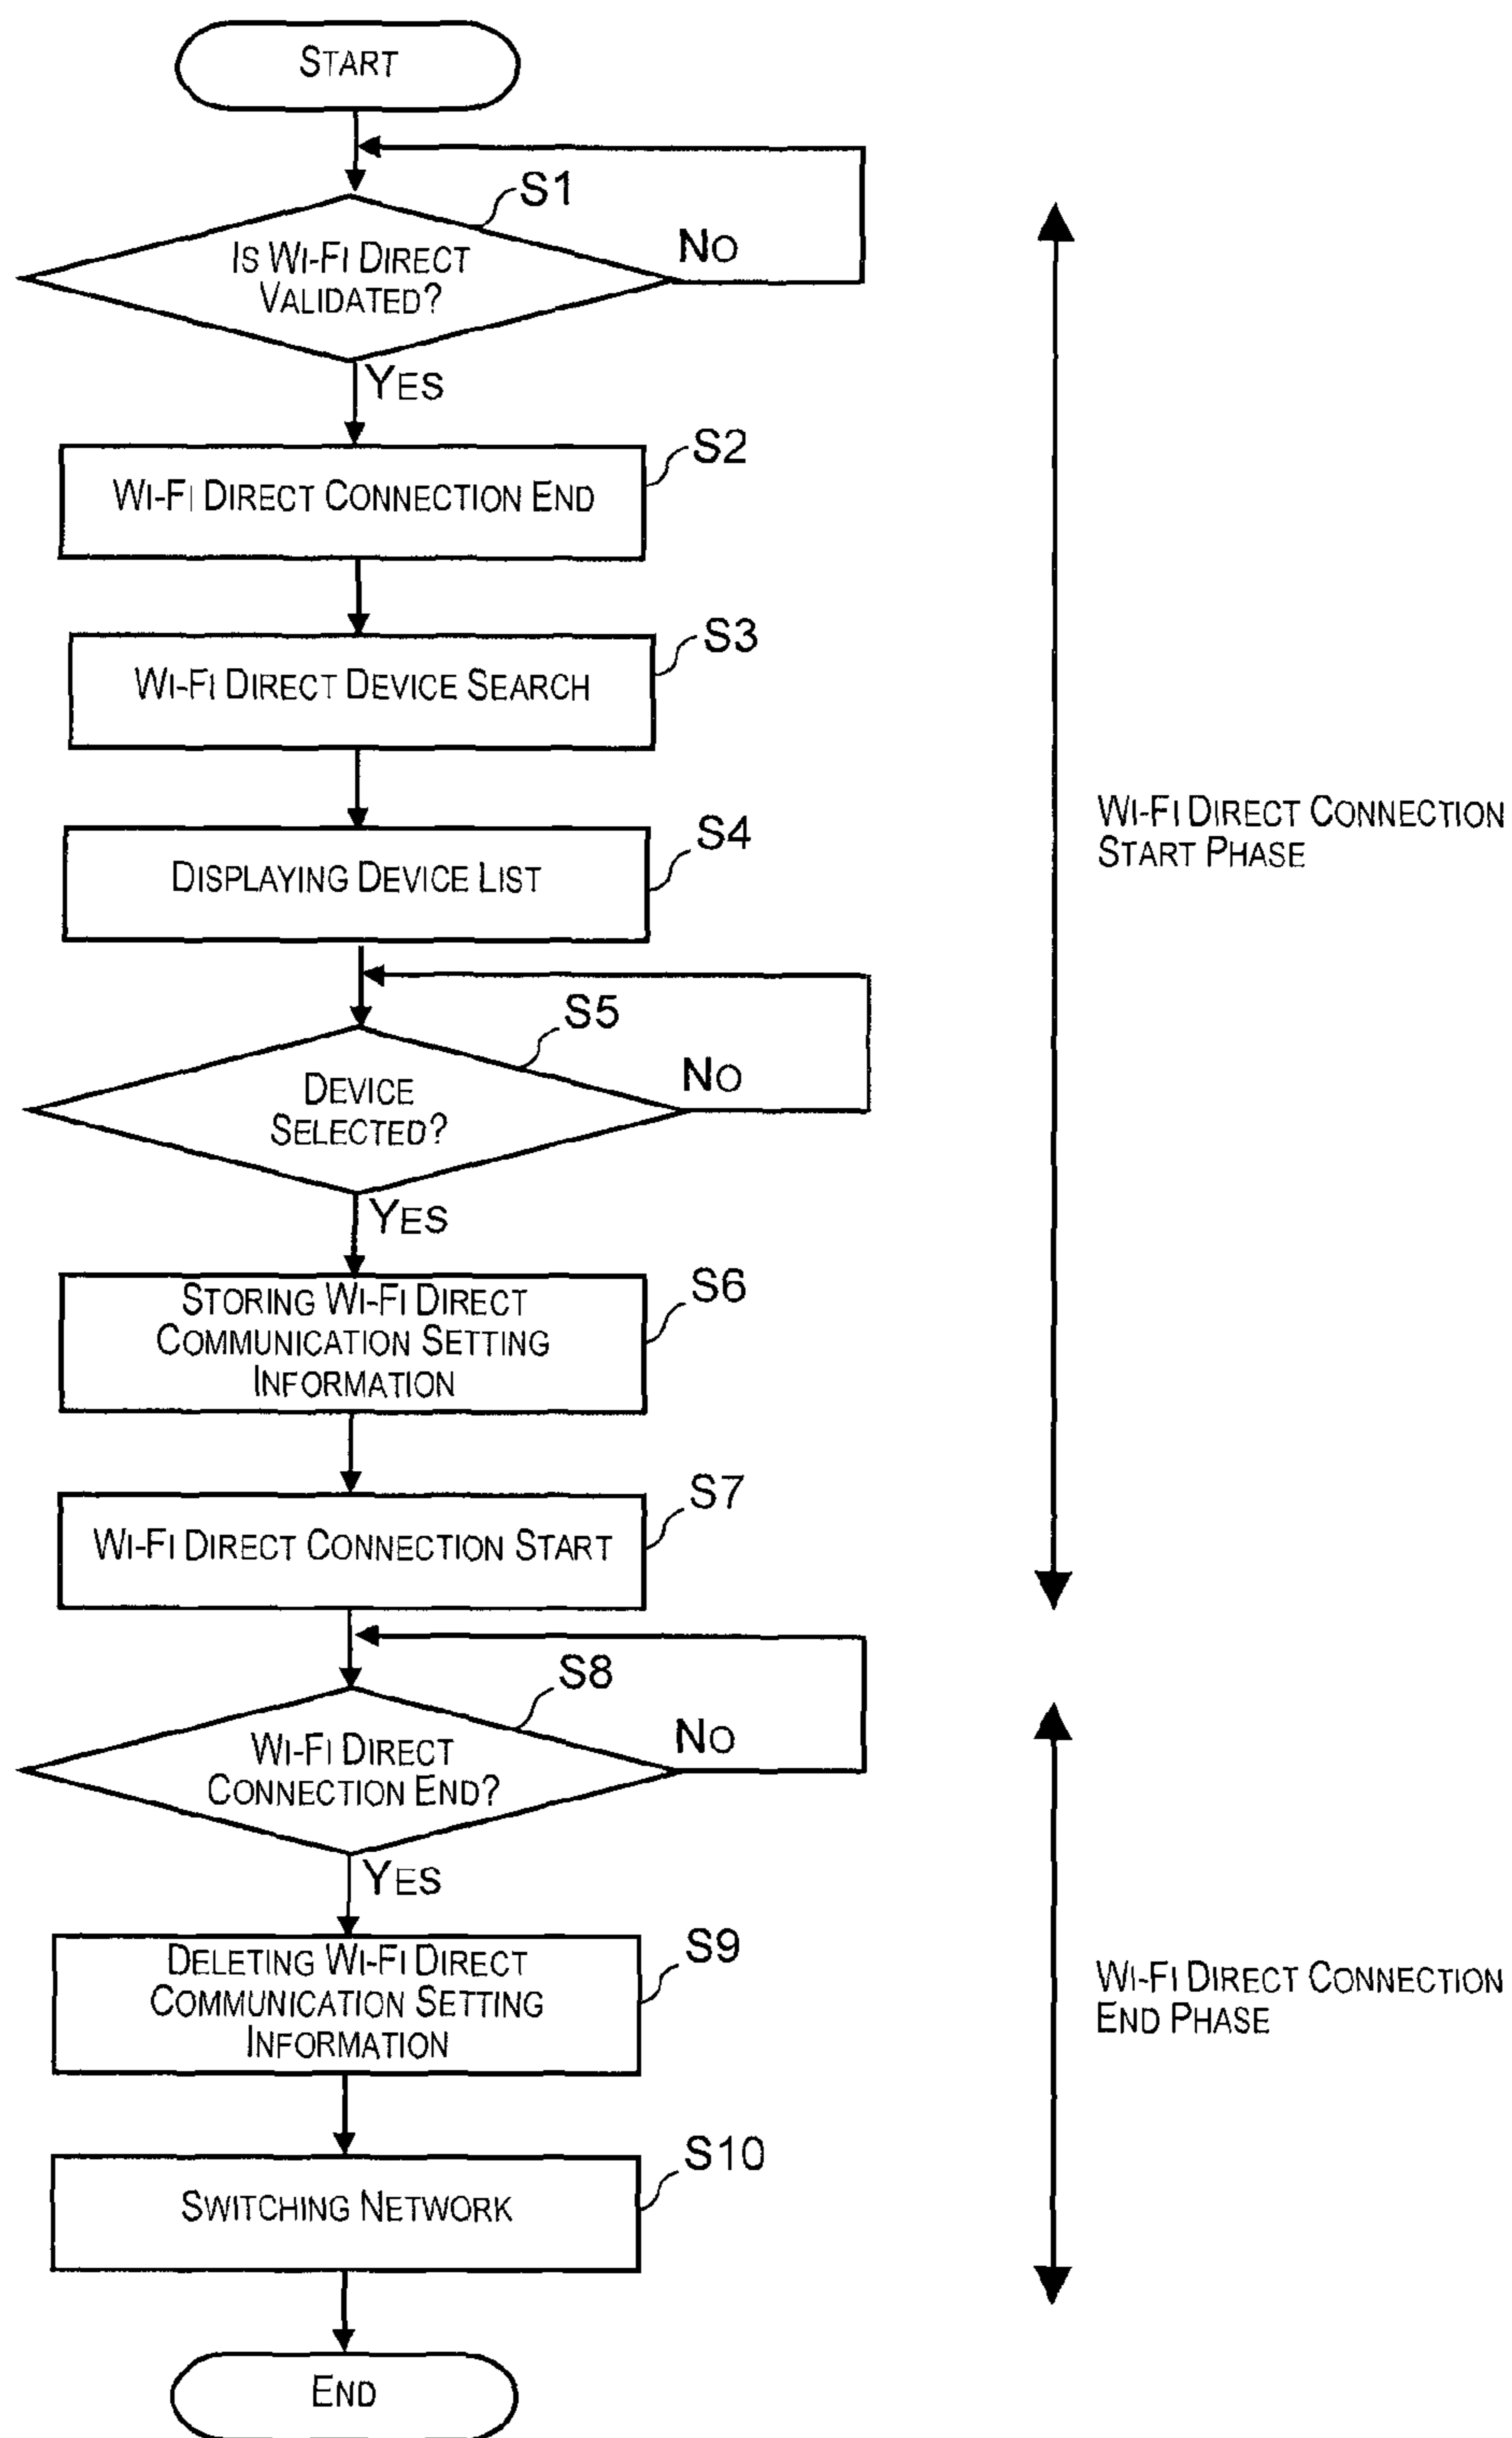 START
S1
IS WI-FI DIRECT
VALIDATED?
NO
YES
S2
WI-FI DIRECT CONNECTION END
S3
WI-FI DIRECT DEVICE SEARCH
S4
DISPLAYING DEVICE LIST
WI-FI DIRECT CONNECTION
START PHASE
S5
DEVICE
SELECTED?
NO
YES
S6
STORING WI-FI DIRECT
COMMUNICATION SETTING
INFORMATION
S7
WI-FI DIRECT CONNECTION START
S8
WI-FI DIRECT
CONNECTION END?
NO
YES
S9
DELETING WI-FI DIRECT
COMMUNICATION SETTING
INFORMATION
WI-FI DIRECT CONNECTION
END PHASE
S10
SWITCHING NETWORK
END